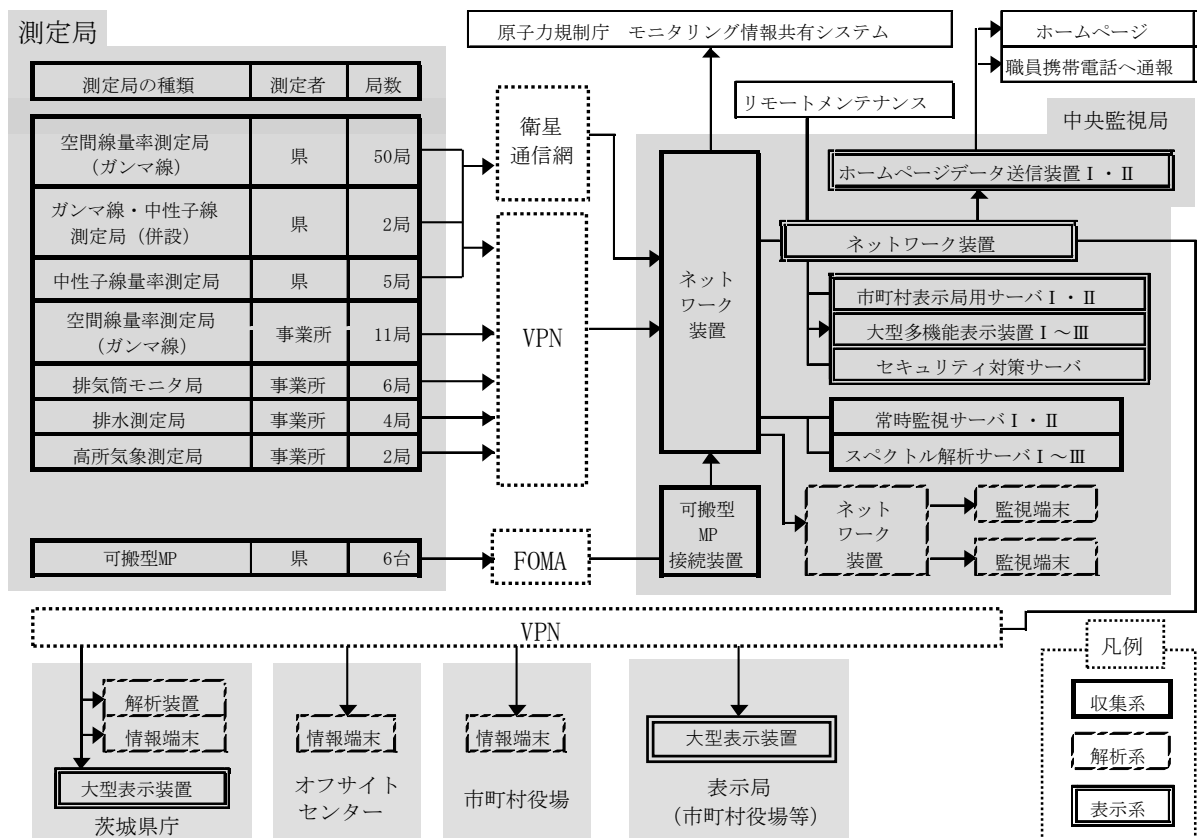 測定局
測定局の種類 測定者 局数
空間線量率測定局
(ガンマ線)
県 50局
ガンマ線・中性子線
測定局（併設）
県 2局
中性子線量率測定局 県 5局
空間線量率測定局
(ガンマ線)
事業所 11局
排気筒モニタ局 事業所 6局
排水測定局 事業所 4局
高所気象測定局 事業所 2局
可搬型MP 県 6台
衛星
通信網
VPN
FOMA
原子力規制庁　モニタリング情報共有システム
ホームページ
職員携帯電話へ通報
リモートメンテナンス
中央監視局
ホームページデータ送信装置Ⅰ・Ⅱ
ネットワーク装置
ネット
ワーク
装置
市町村表示局用サーバⅠ・Ⅱ
大型多機能表示装置Ⅰ～Ⅲ
セキュリティ対策サーバ
常時監視サーバⅠ・Ⅱ
スペクトル解析サーバⅠ～Ⅲ
可搬型
MP
接続装置
ネット
ワーク
装置
監視端末
監視端末
VPN
解析装置
情報端末
大型表示装置
茨城県庁
情報端末
オフサイト
センター
情報端末
市町村役場
大型表示装置
表示局
(市町村役場等)
凡例
収集系
解析系
表示系